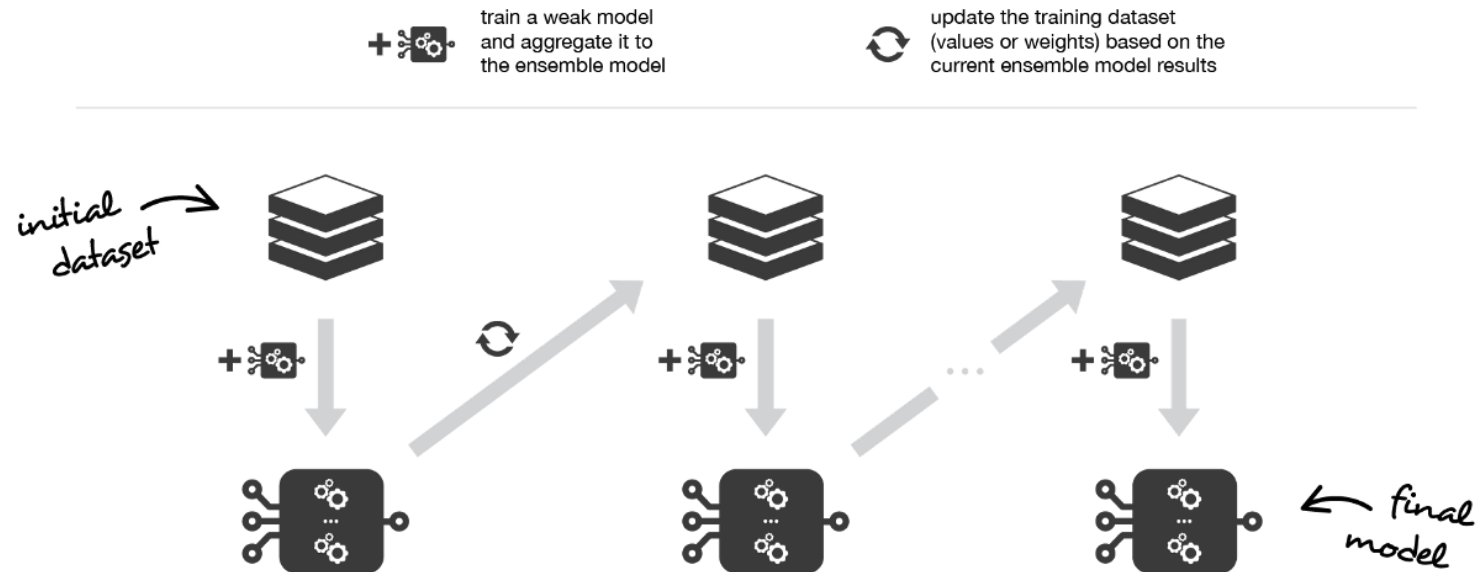 train a weak model
and aggregate it to
the ensemble model
update the training dataset
(values or weights) based on the
current ensemble model results
initial
dataset
final
model